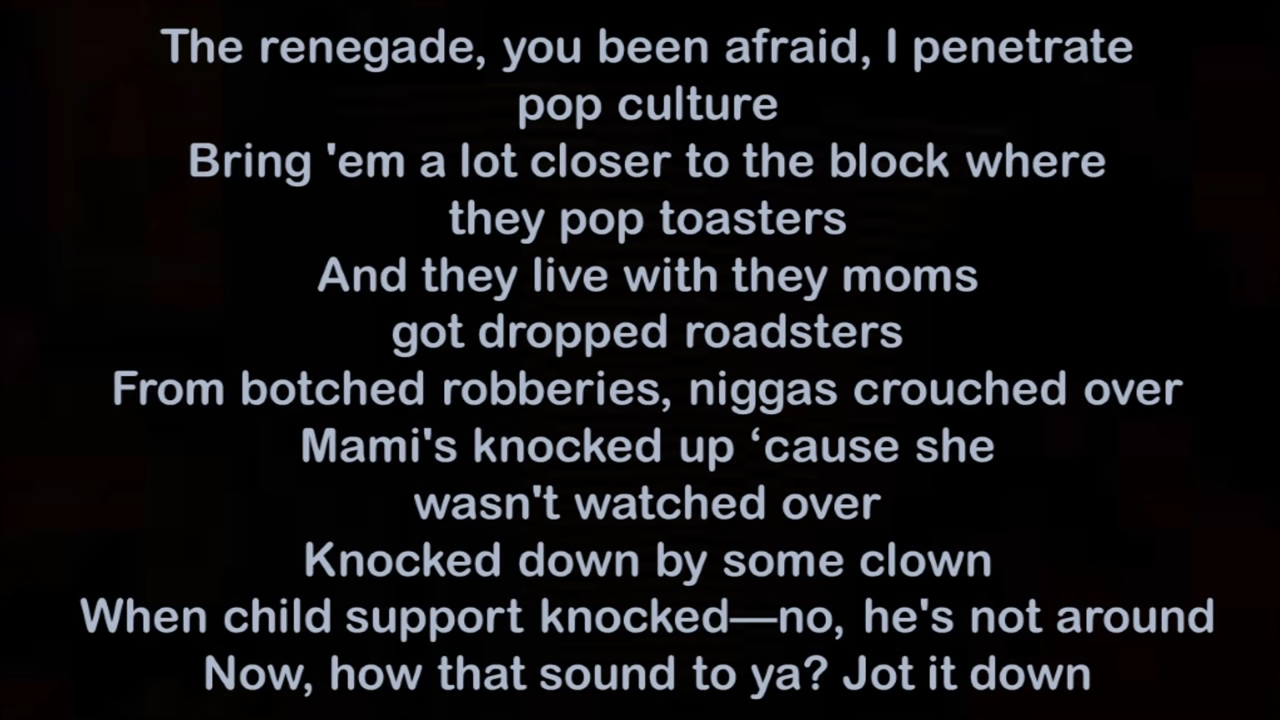 The renegade, you been afraid, I penetrate
pop culture
Bring 'em a lot closer to the block where
they pop toasters
And they live with they moms
got dropped roadsters
From botched robberies, niggas crouched over
Mami's knocked up ‘cause she
wasn't watched over
Knocked down by some clown
When child support knocked—no, he's not around
Now, how that sound to ya? Jot it down